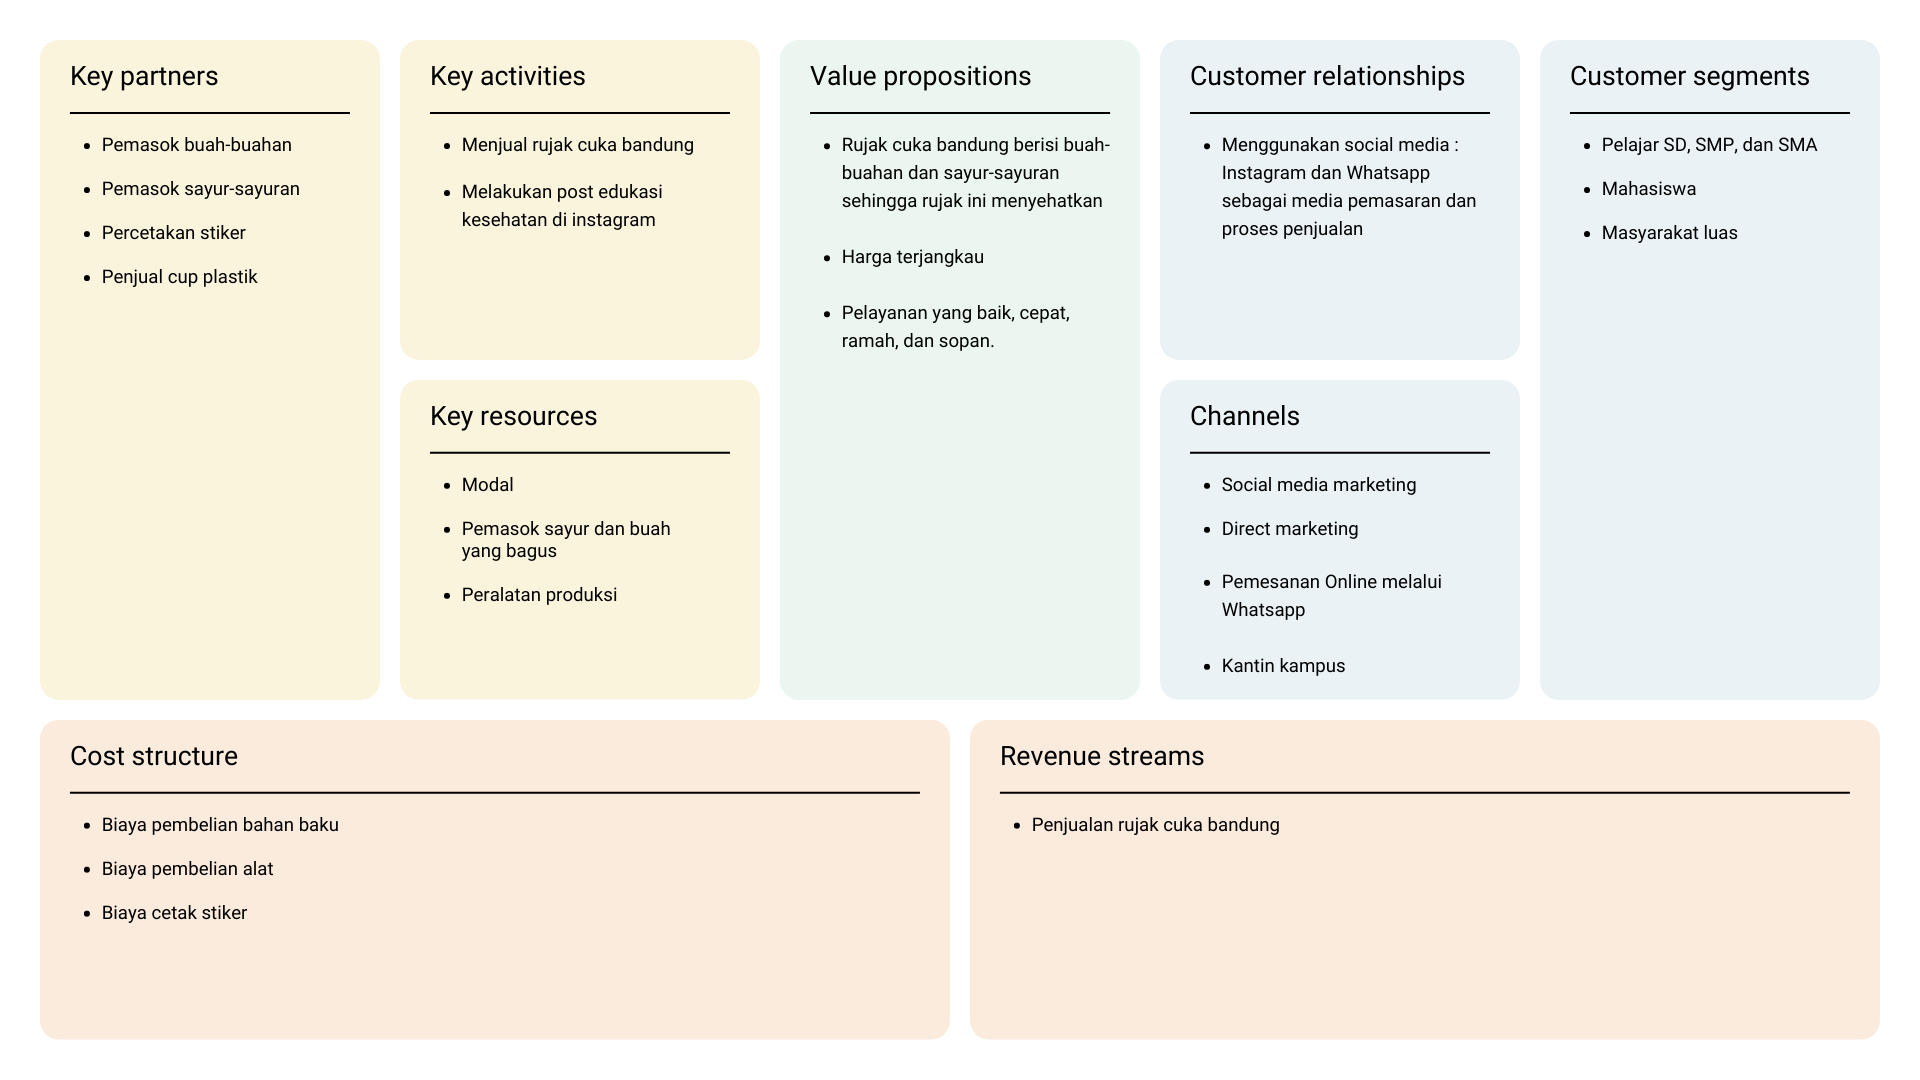 Key partners
• Pemasok buah-buahan
• Pemasok sayur-sayuran
• Percetakan stiker
• Penjual cup plastik
Key activities
• Menjual rujak cuka bandung
• Melakukan post edukasi
kesehatan di instagram
Key resources
• Modal
• Pemasok sayur dan buah
yang bagus
• Peralatan produksi
Value propositions
• Rujak cuka bandung berisi buah-
buahan dan sayur-sayuran
sehingga rujak ini menyehatkan
• Harga terjangkau
• Pelayanan yang baik, cepat,
ramah, dan sopan.
Customer relationships
• Menggunakan social media :
Instagram dan Whatsapp
sebagai media pemasaran dan
proses penjualan
Channels
• Social media marketing
• Direct marketing
• Pemesanan Online melalui
Whatsapp
• Kantin kampus
Customer segments
• Pelajar SD, SMP, dan SMA
• Mahasiswa
• Masyarakat luas
Cost structure
• Biaya pembelian bahan baku
• Biaya pembelian alat
• Biaya cetak stiker
Revenue streams
• Penjualan rujak cuka bandung